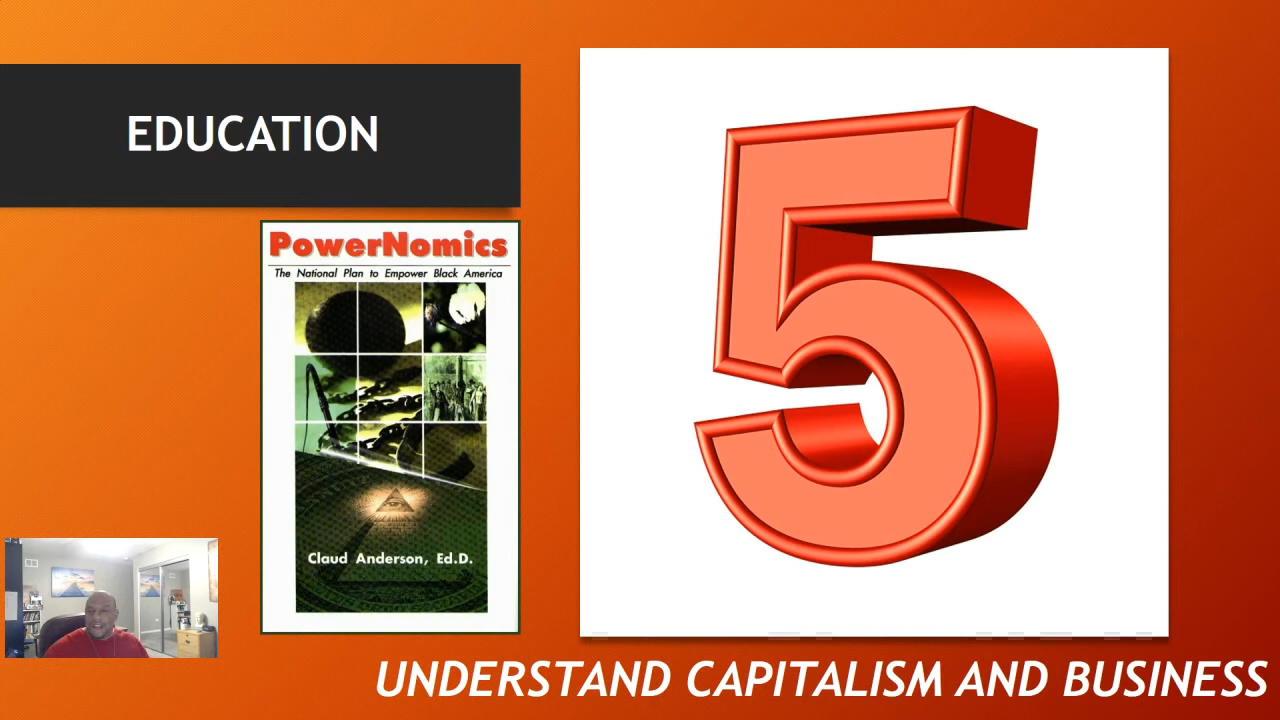 EDUCATION
PowerNomics
The National Plan to Empower Black America
Claud Anderson, Ed.D.
5
UNDERSTAND CAPITALISM AND BUSINESS